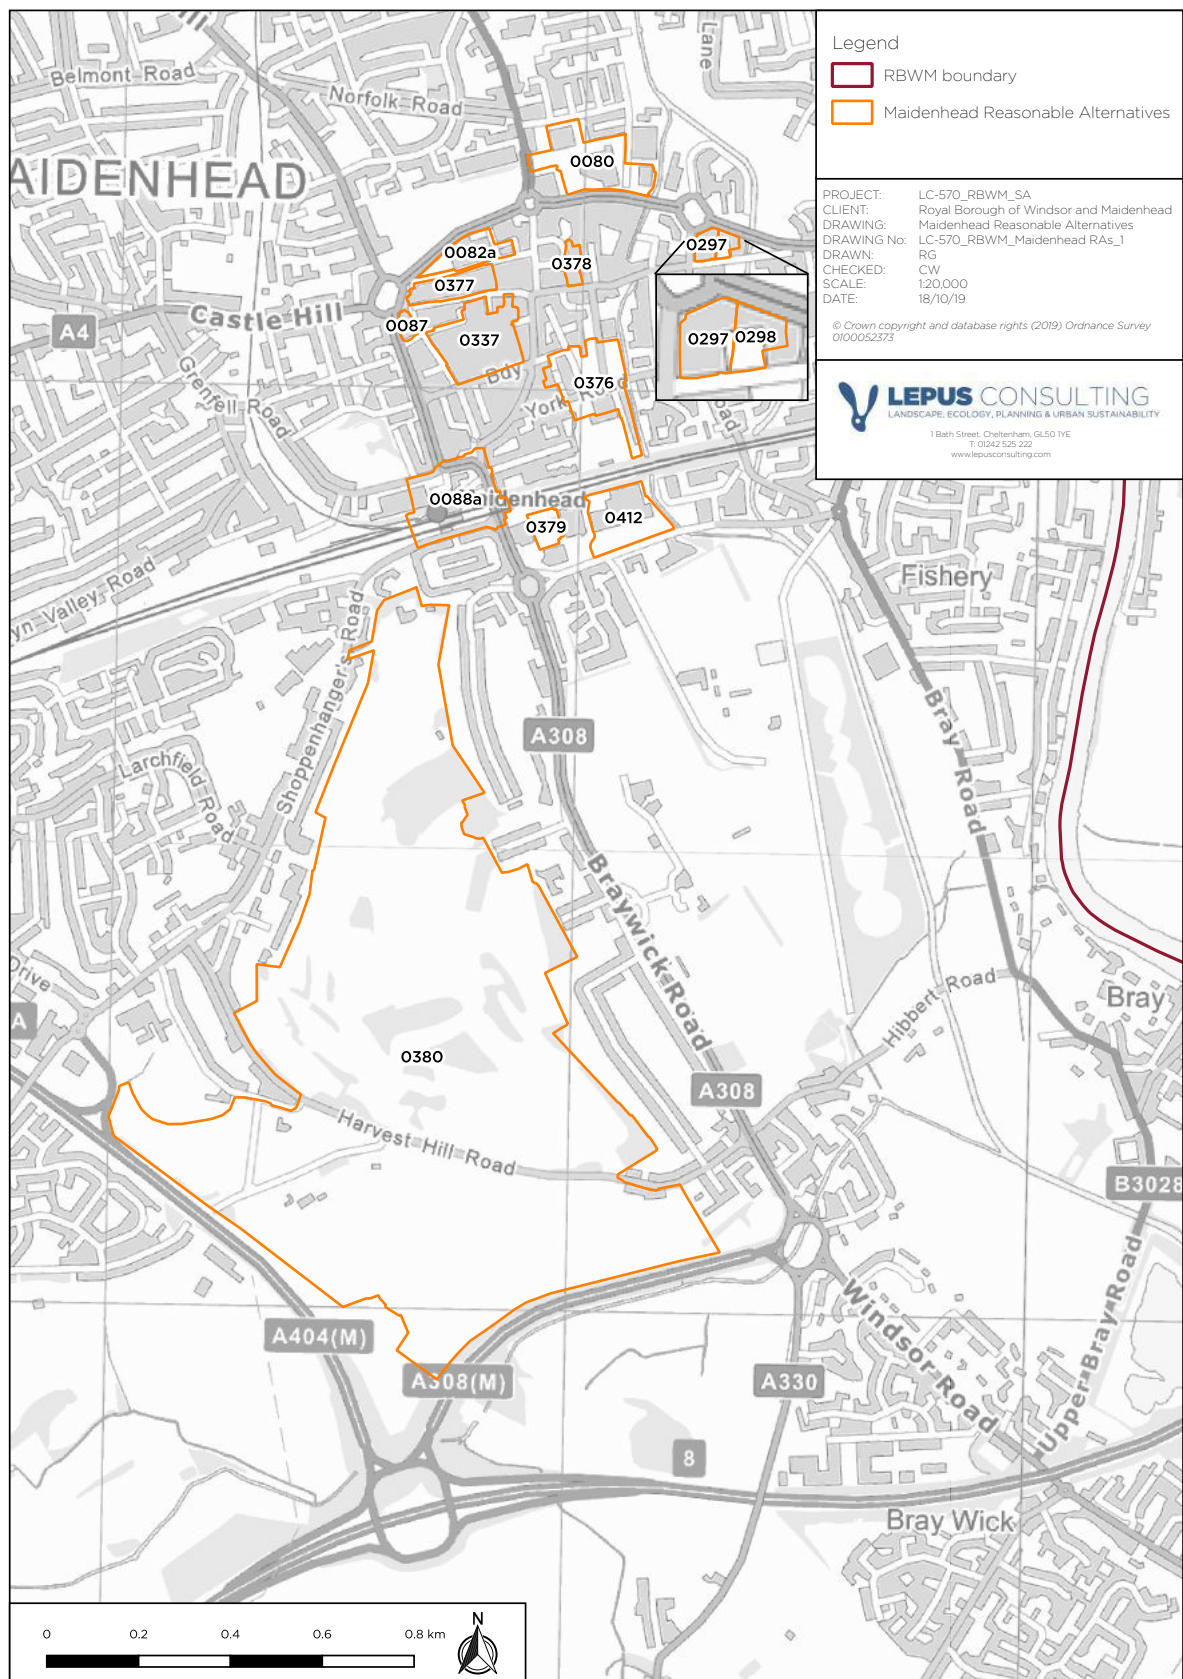 Legend
RBWM boundary
Maidenhead Reasonable Alternatives
PROJECT: LC-570_RBWM_SA
CLIENT: Royal Borough of Windsor and Maidenhead
DRAWING: Maidenhead Reasonable Alternatives
DRAWING No: LC-570_RBWM_Maidenhead RAs_1
DRAWN: RG
CHECKED: CW
SCALE: 1:20,000
DATE: 18/10/19
© Crown copyright and database rights (2019) Ordnance Survey
0100052373
LEPUS CONSULTING
LANDSCAPE, ECOLOGY, PLANNING & URBAN SUSTAINABILITY
1 Bath Street, Cheltenham, GL50 1YE
T: 01242 525 222
www.lepusconsulting.com
Belmont Road
Norfolk Road
Lane
AIDENHEAD
0080
0082a
0378
0297
0377
0087
Castle Hill
A4
0337
0297 0298
Bdy
0376
York Road
Grenfell Road
0088a
aidenhead
0379
0412
Fishery
yn Valley Road
Shoppenhanger's Road
A308
Bray Road
Larchfield Road
Braywick Road
Drive
A
Hibbert Road
Bray
0380
A308
Harvest Hill Road
B3028
A404(M)
A308(M)
Windsor Road
Upper Bray Road
A330
8
Bray Wick
0 0.2 0.4 0.6 0.8 km
N